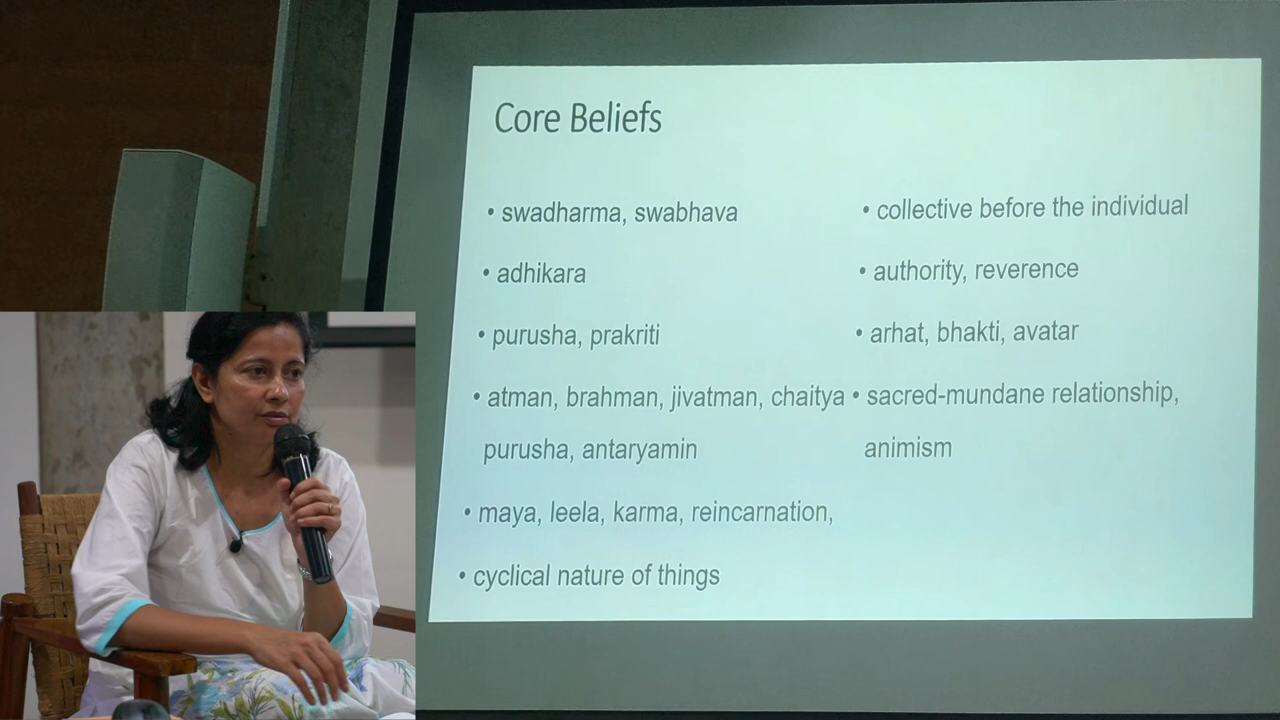 Core Beliefs
• swadharma, swabhava
• adhikara
• purusha, prakriti
• atman, brahman, jivatman, chaitya
purusha, antaryamin
• maya, leela, karma, reincarnation,
• cyclical nature of things
• collective before the individual
• authority, reverence
• arhat, bhakti, avatar
• sacred-mundane relationship,
animism